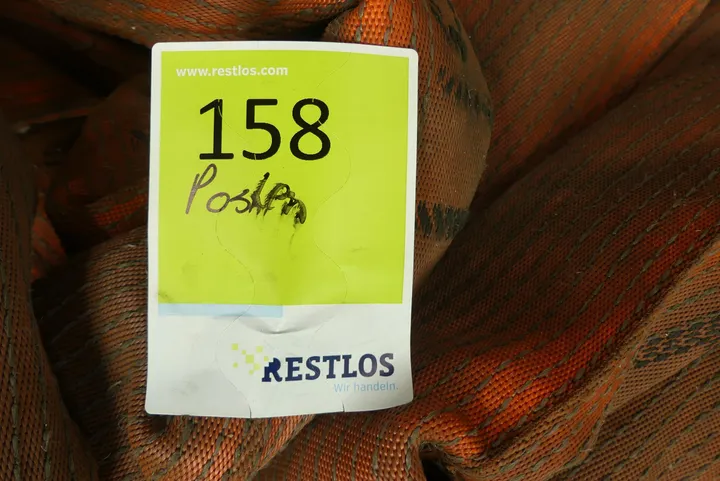 www.restlos.com
158
Posten
RESTLOS
Wir handeln.